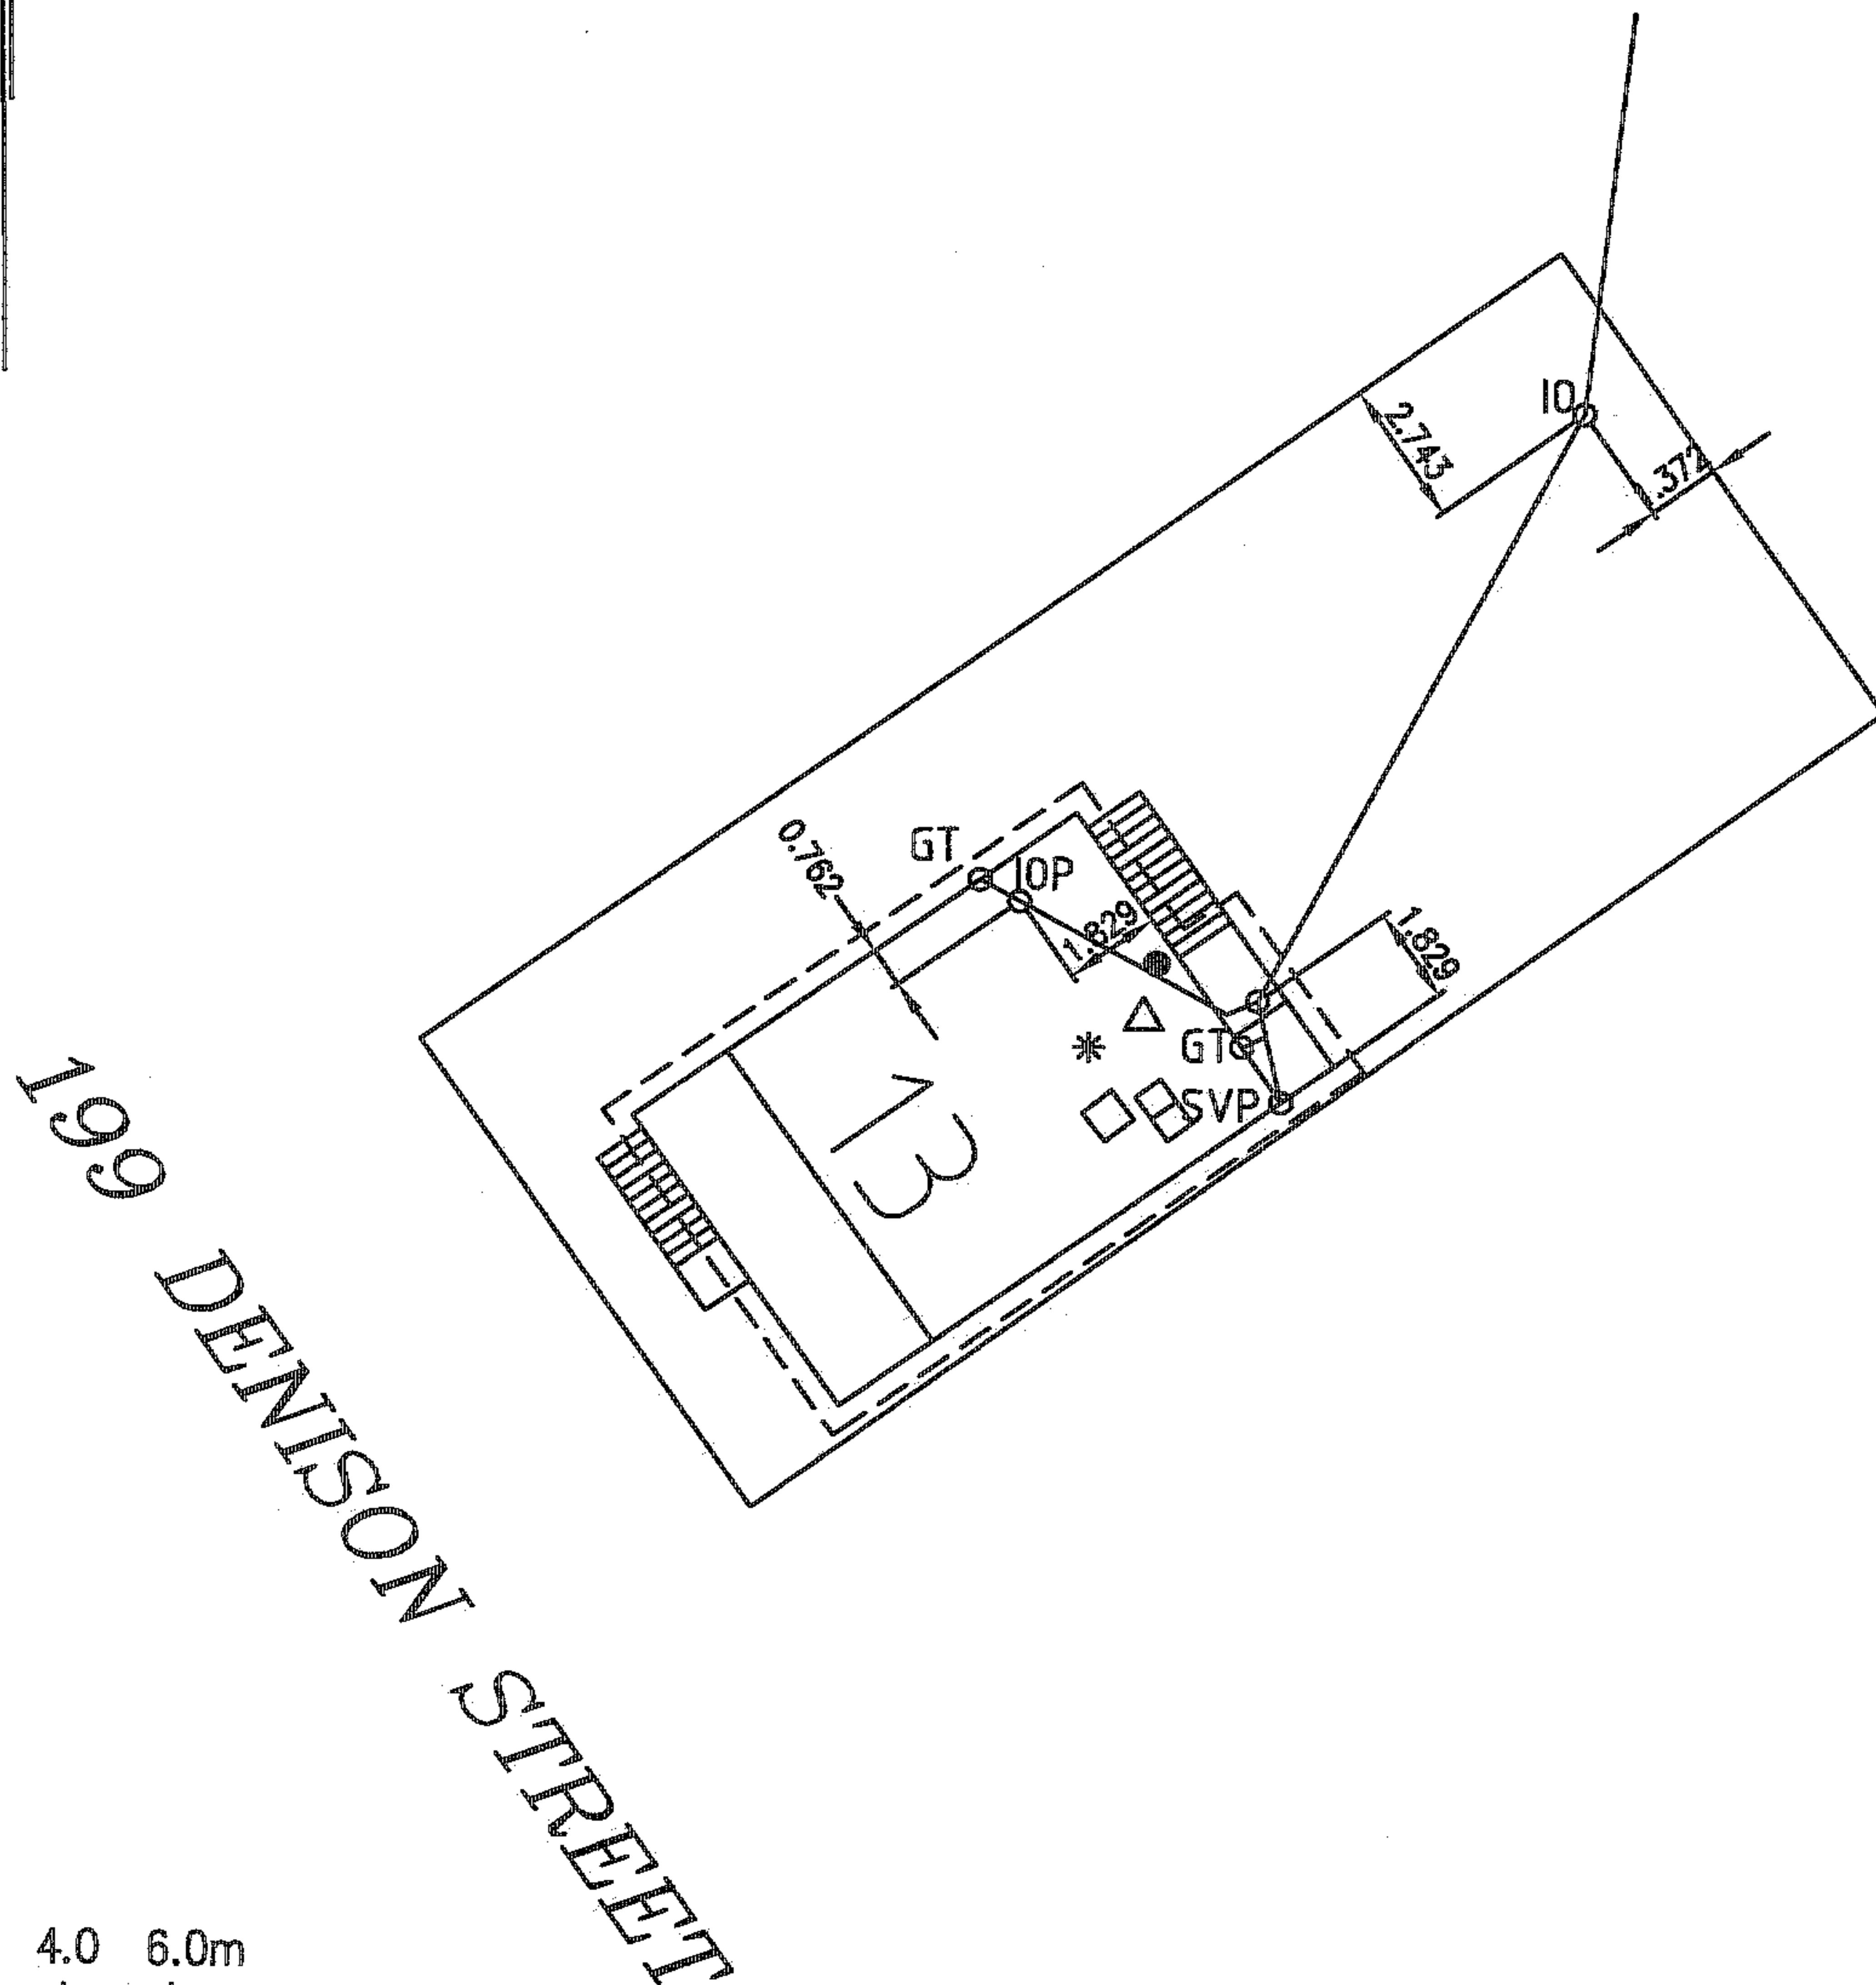 IO
2.743
.372
GT
IOP
0.762
1.829
1.829
GT
SVP
13
199 DENISON STREET
4.0 6.0m